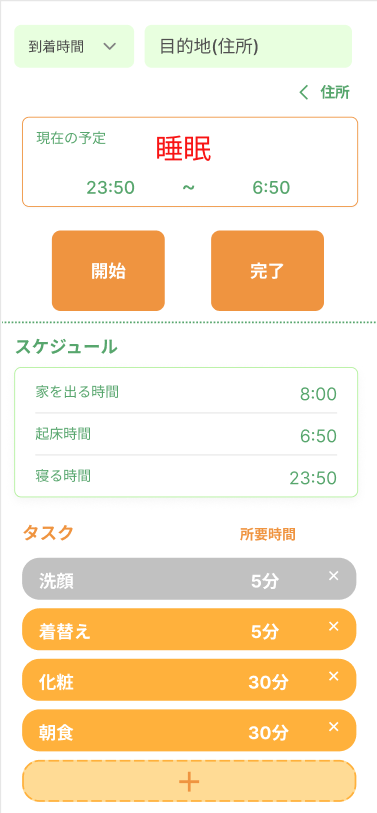 到着時間 目的地(住所)
住所
現在の予定
睡眠
23:50 ~ 6:50
開始 完了
スケジュール
家を出る時間 8:00
起床時間 6:50
寝る時間 23:50
タスク 所要時間
洗顔 5分 ×
着替え 5分 ×
化粧 30分 ×
朝食 30分 ×
+